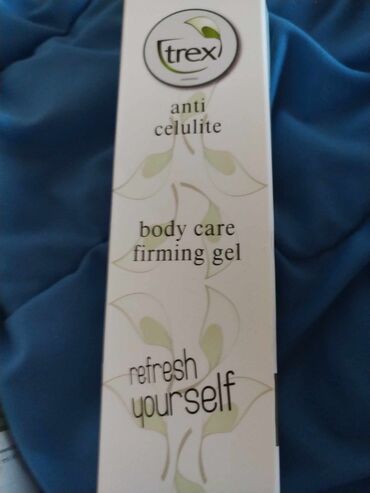 trex
anti
celulite
body care
firming gel
refresh
yourself